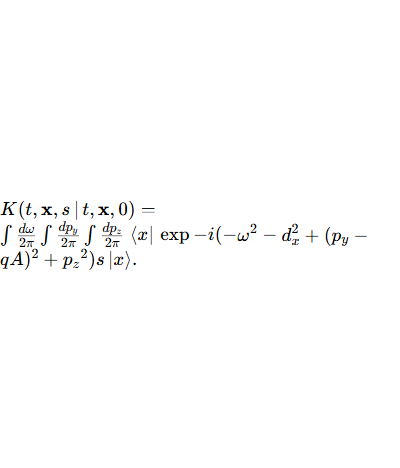 K(t, x, s | t, x, 0) =
∫ dω/2π ∫ dp_y/2π ∫ dp_z/2π ⟨x| exp −i(−ω² − d_x² + (p_y −
qA)² + p_z²)s |x⟩.